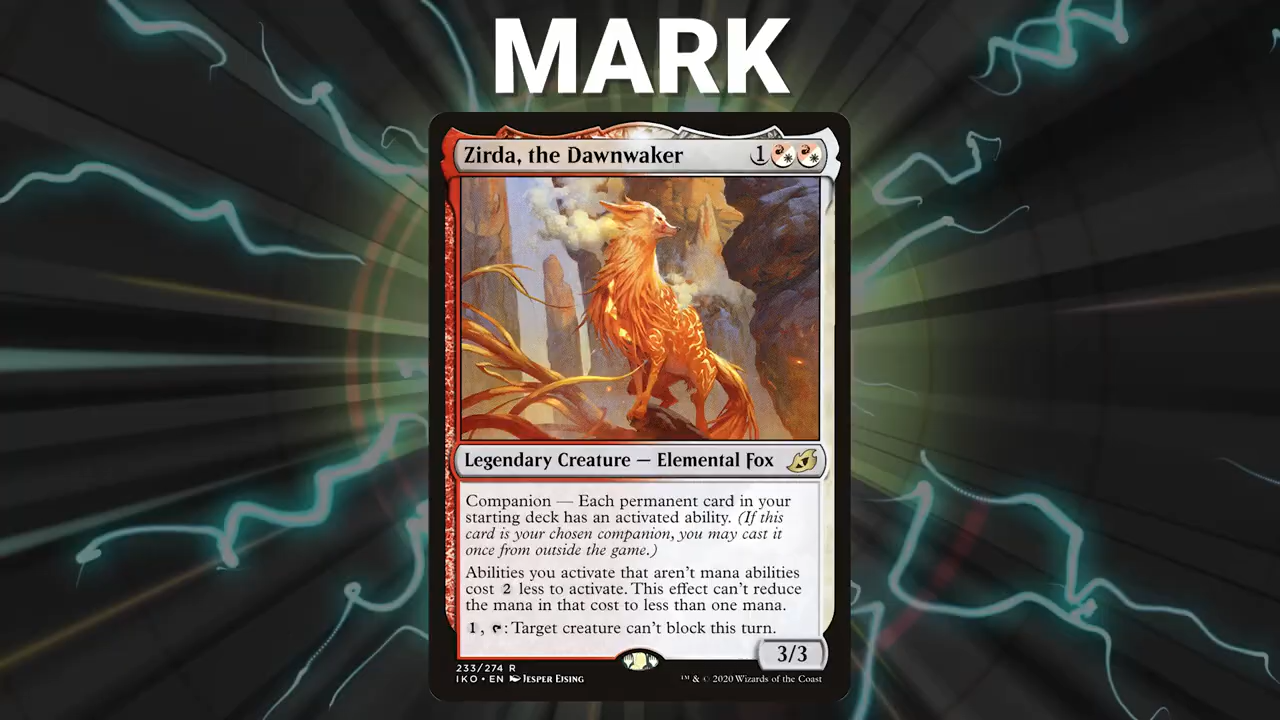 MARK
Zirda, the Dawnwaker 1
Legendary Creature — Elemental Fox
Companion — Each permanent card in your
starting deck has an activated ability. (If this
card is your chosen companion, you may cast it
once from outside the game.)
Abilities you activate that aren't mana abilities
cost 2 less to activate. This effect can't reduce
the mana in that cost to less than one mana.
1, : Target creature can't block this turn.
3/3
233/274 R
IKO • EN Jesper Ejsing ™ & © 2020 Wizards of the Coast